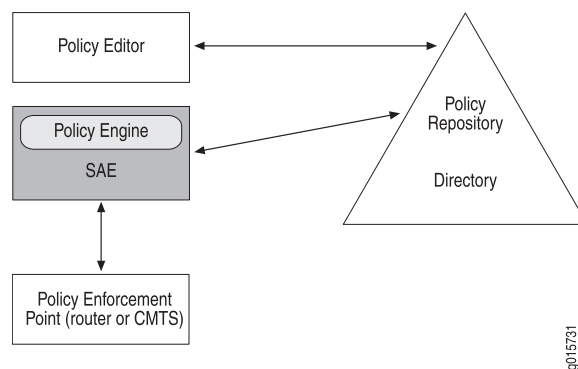 Policy Editor
Policy Engine
SAE
Policy Enforcement
Point (router or CMTS)
Policy
Repository
Directory
g015731